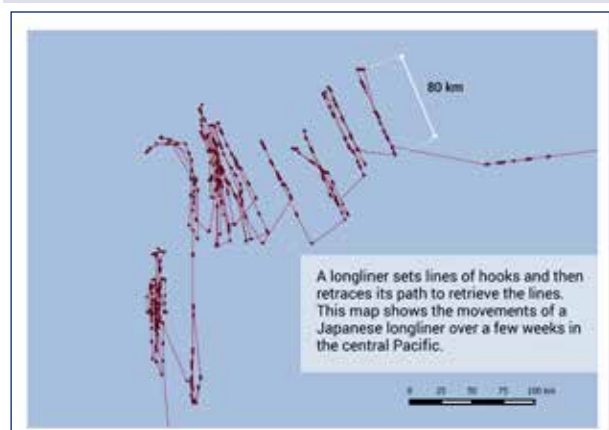 80 km
A longliner sets lines of hooks and then
retraces its path to retrieve the lines.
This map shows the movements of a
Japanese longliner over a few weeks in
the central Pacific.
0 25 50 75 100 km